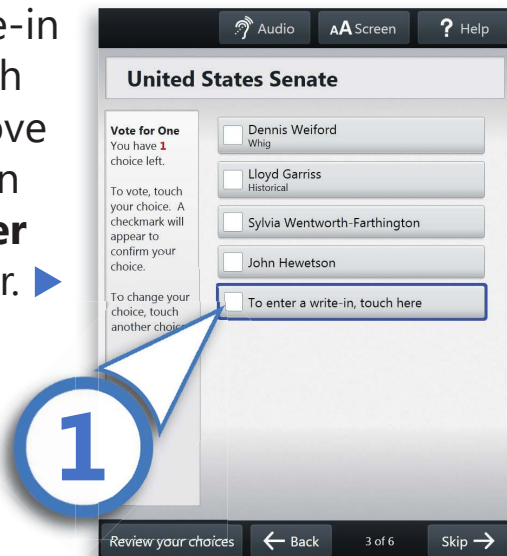 e-in
h
ove
n
er
r.
Audio
AA Screen
? Help
United States Senate
Vote for One
You have 1
choice left.
To vote, touch
your choice. A
checkmark will
appear to
confirm your
choice.
To change your
choice, touch
another choice
Dennis Weiford
Whig
Lloyd Garriss
Historical
Sylvia Wentworth-Farthington
John Hewetson
To enter a write-in, touch here
1
Review your choices
← Back
3 of 6
Skip →